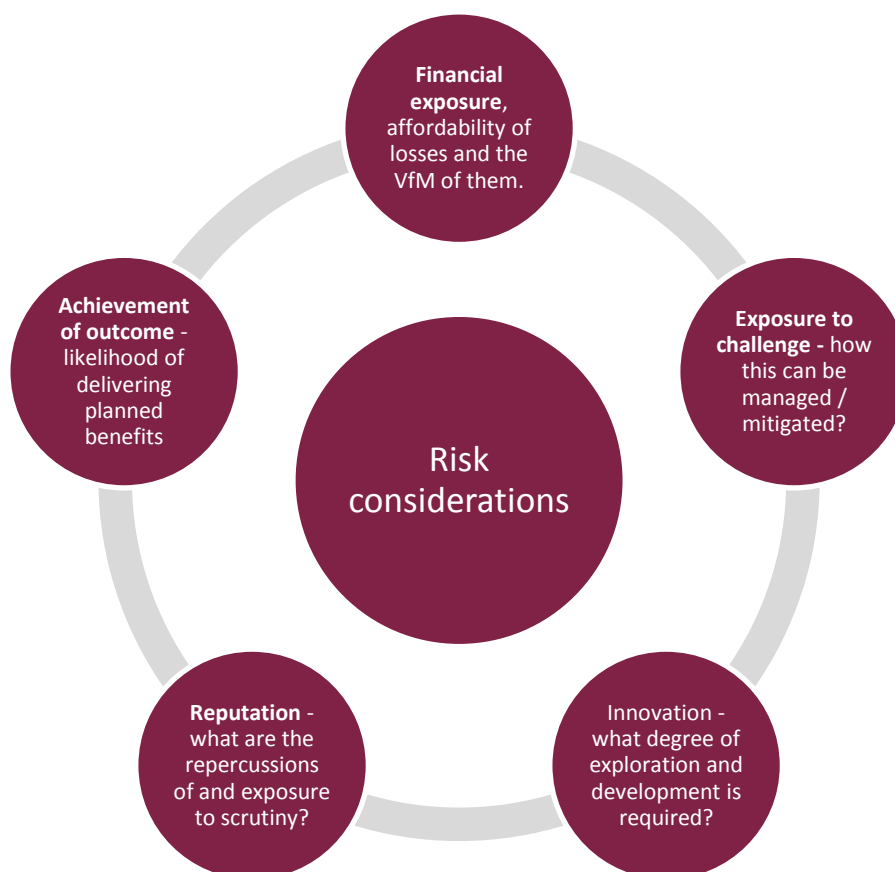 Financial
exposure,
affordability of
losses and the
VfM of them.
Exposure to
challenge - how
this can be
managed /
mitigated?
Innovation -
what degree of
exploration and
development is
required?
Reputation -
what are the
repercussions
of and exposure
to scrutiny?
Achievement
of outcome -
likelihood of
delivering
planned
benefits
Risk
considerations